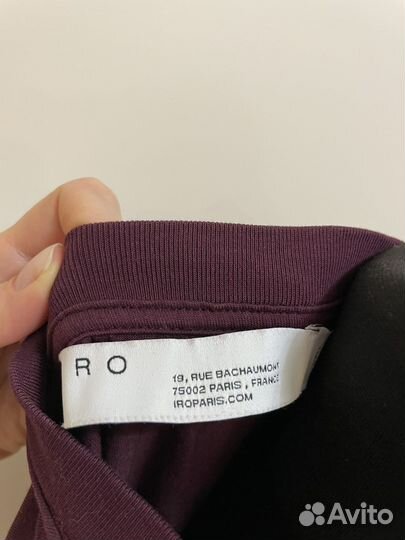 R O
19, RUE BACHAUMONT
75002 PARIS , FRANCE
IROPARIS.COM
Avito